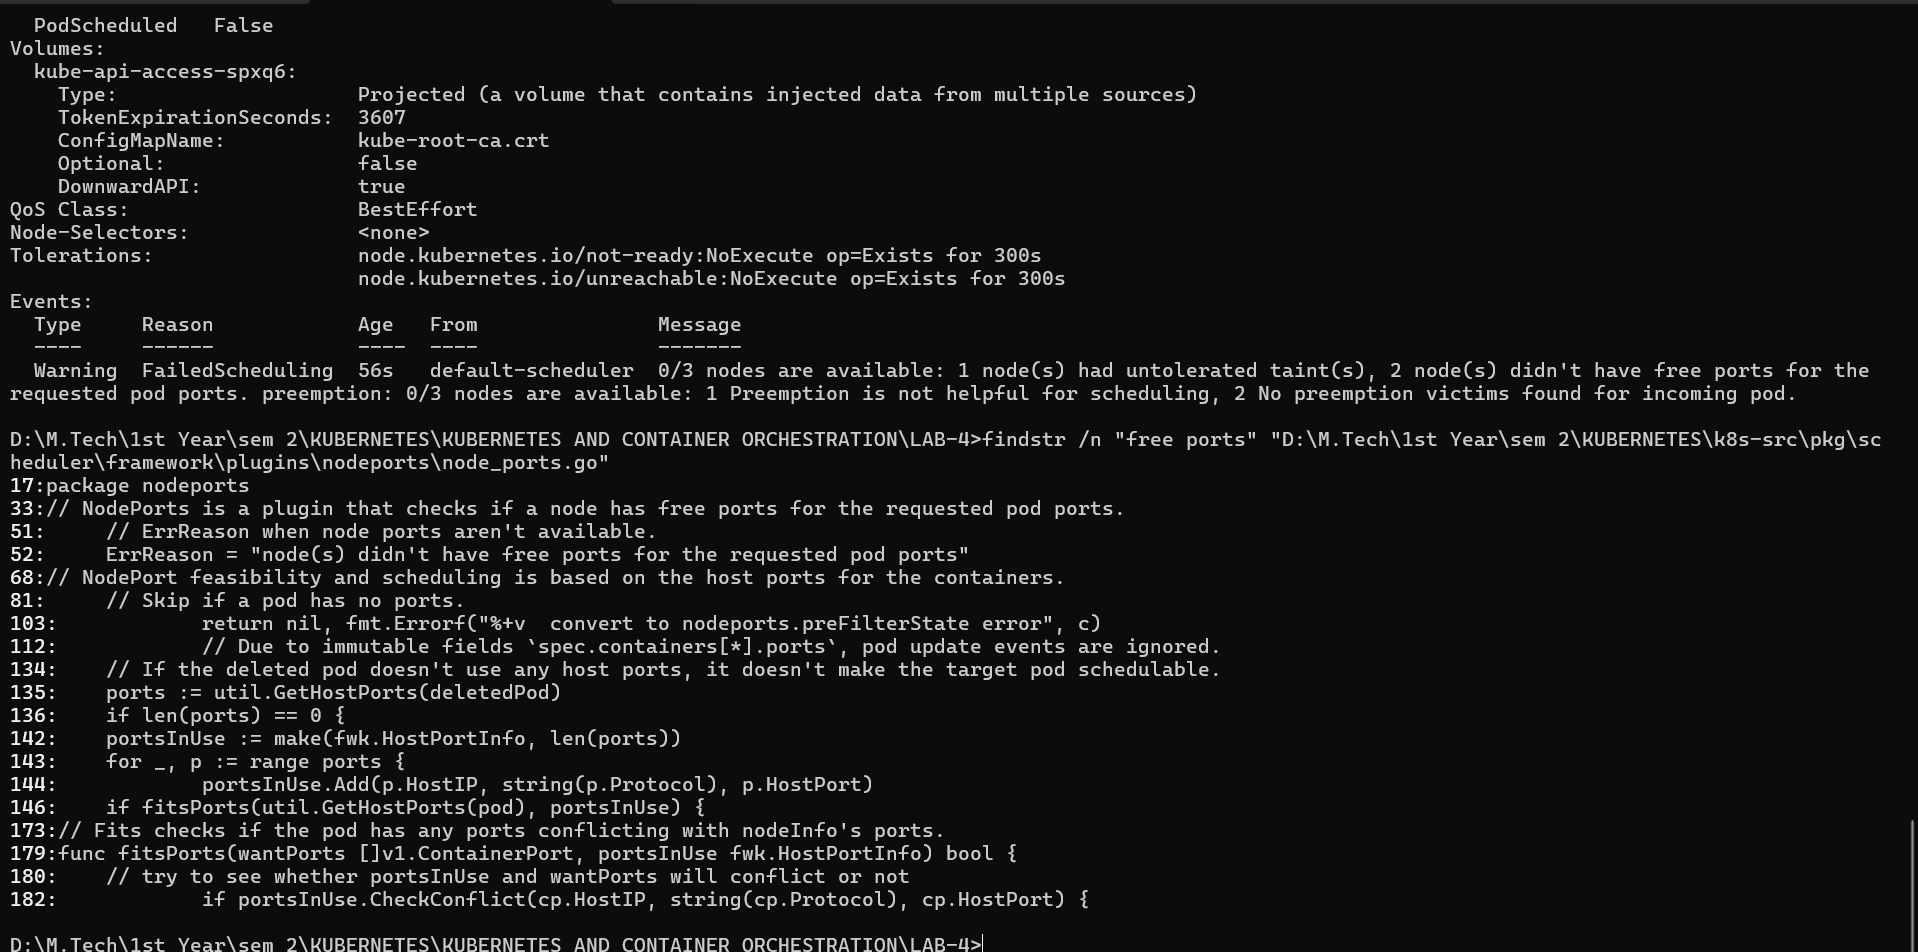 PodScheduled   False
Volumes:
  kube-api-access-spxq6:
    Type:                    Projected (a volume that contains injected data from multiple sources)
    TokenExpirationSeconds:  3607
    ConfigMapName:           kube-root-ca.crt
    Optional:                false
    DownwardAPI:             true
QoS Class:                   BestEffort
Node-Selectors:              <none>
Tolerations:                 node.kubernetes.io/not-ready:NoExecute op=Exists for 300s
                             node.kubernetes.io/unreachable:NoExecute op=Exists for 300s
Events:
  Type     Reason            Age   From               Message
  ----     ------            ----  ----               -------
  Warning  FailedScheduling  56s   default-scheduler  0/3 nodes are available: 1 node(s) had untolerated taint(s), 2 node(s) didn't have free ports for the
requested pod ports. preemption: 0/3 nodes are available: 1 Preemption is not helpful for scheduling, 2 No preemption victims found for incoming pod.
D:\M.Tech\1st Year\sem 2\KUBERNETES\KUBERNETES AND CONTAINER ORCHESTRATION\LAB-4>findstr /n "free ports" "D:\M.Tech\1st Year\sem 2\KUBERNETES\k8s-src\pkg\sc
heduler\framework\plugins\nodeports\node_ports.go"
17:package nodeports
33:// NodePorts is a plugin that checks if a node has free ports for the requested pod ports.
51:     // ErrReason when node ports aren't available.
52:     ErrReason = "node(s) didn't have free ports for the requested pod ports"
68:// NodePort feasibility and scheduling is based on the host ports for the containers.
81:     // Skip if a pod has no ports.
103:            return nil, fmt.Errorf("%+v  convert to nodeports.preFilterState error", c)
112:            // Due to immutable fields `spec.containers[*].ports`, pod update events are ignored.
134:    // If the deleted pod doesn't use any host ports, it doesn't make the target pod schedulable.
135:    ports := util.GetHostPorts(deletedPod)
136:    if len(ports) == 0 {
142:    portsInUse := make(fwk.HostPortInfo, len(ports))
143:    for _, p := range ports {
144:            portsInUse.Add(p.HostIP, string(p.Protocol), p.HostPort)
146:    if fitsPorts(util.GetHostPorts(pod), portsInUse) {
173:// Fits checks if the pod has any ports conflicting with nodeInfo's ports.
179:func fitsPorts(wantPorts []v1.ContainerPort, portsInUse fwk.HostPortInfo) bool {
180:    // try to see whether portsInUse and wantPorts will conflict or not
182:            if portsInUse.CheckConflict(cp.HostIP, string(cp.Protocol), cp.HostPort) {
D:\M.Tech\1st Year\sem 2\KUBERNETES\KUBERNETES AND CONTAINER ORCHESTRATION\LAB-4>